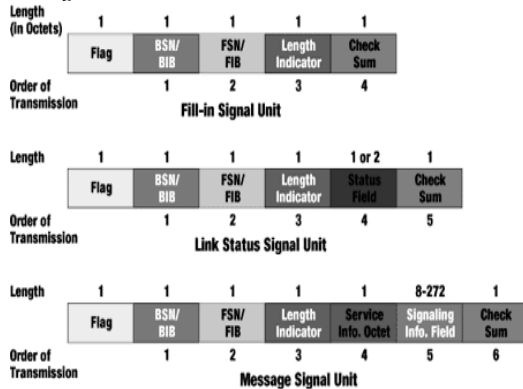 Length
(in Octets) 1 1 1 1 1
Flag BSN/BIB FSN/FIB Length Indicator Check Sum
Order of
Transmission 1 2 3 4
Fill-in Signal Unit
Length 1 1 1 1 1 or 2 1
Flag BSN/BIB FSN/FIB Length Indicator Status Field Check Sum
Order of
Transmission 1 2 3 4 5
Link Status Signal Unit
Length 1 1 1 1 1 8-272 1
Flag BSN/BIB FSN/FIB Length Indicator Service Info. Octet Signaling Info. Field Check Sum
Order of
Transmission 1 2 3 4 5 6
Message Signal Unit